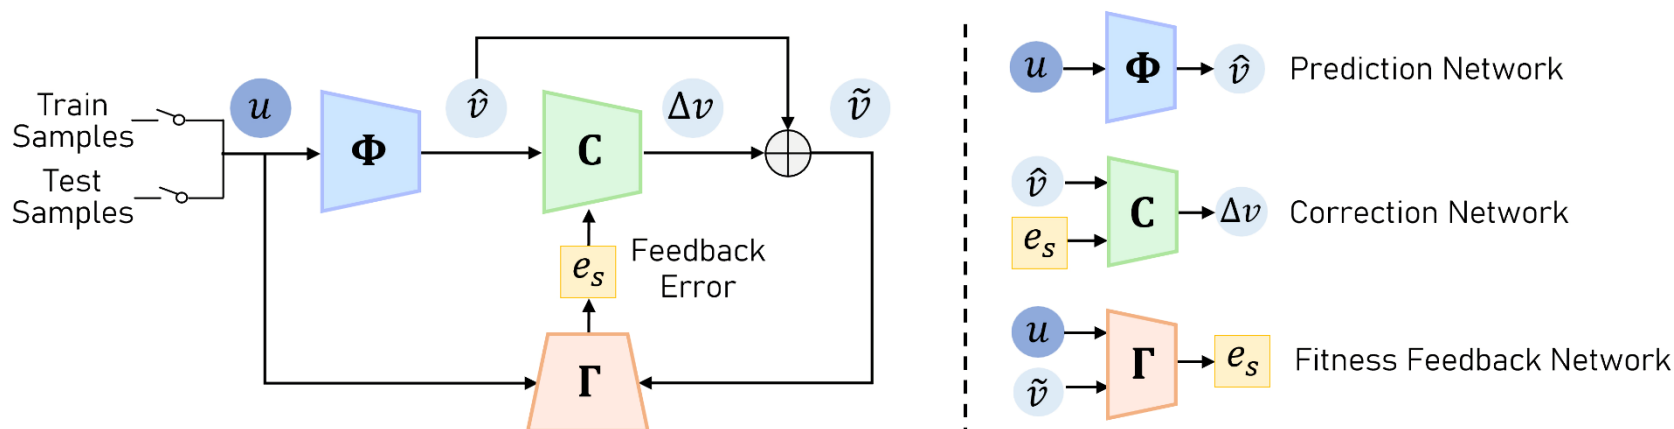 Train
Samples
Test
Samples
u
Φ
v̂
C
Δv
ṽ
e_s
Feedback
Error
Γ
u
Φ
v̂
Prediction Network
v̂
e_s
C
Δv
Correction Network
u
ṽ
Γ
e_s
Fitness Feedback Network